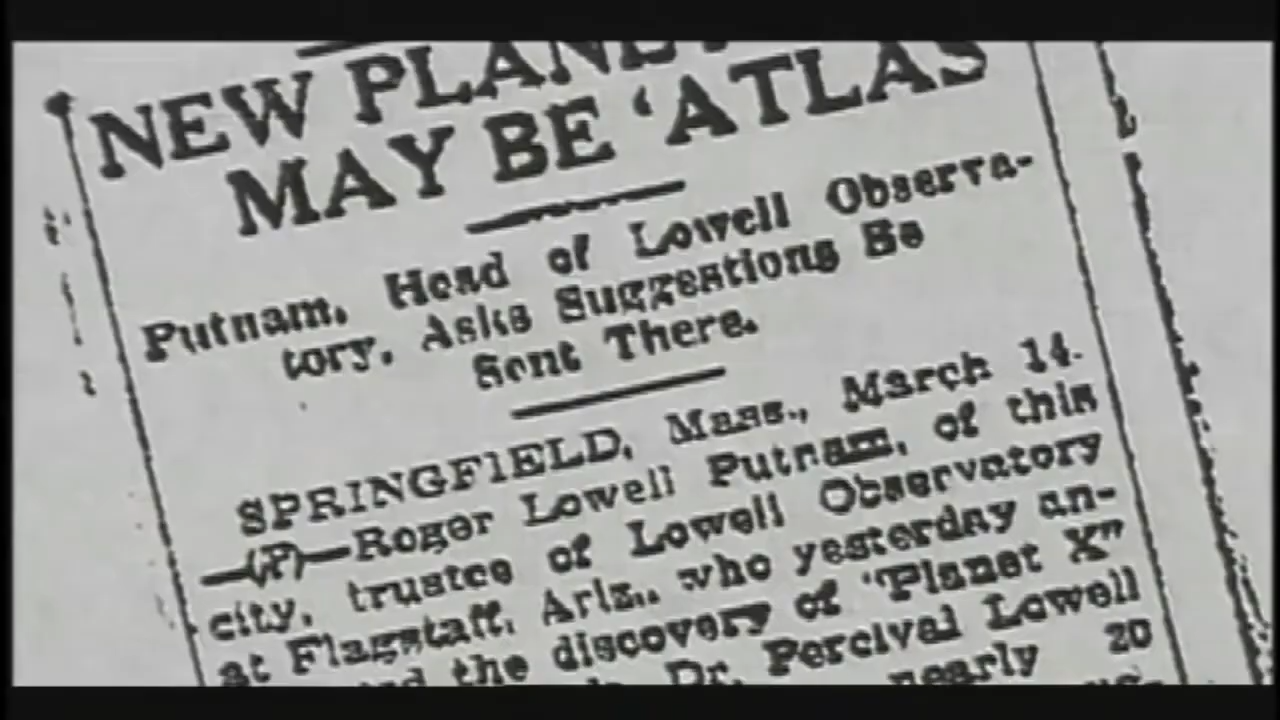 NEW PLANET
MAY BE 'ATLAS
Putnam, Head of Lowell Observa-
tory, Asks Suggestions Be
Sent There.
SPRINGFIELD, Mass., March 14.
—(P)—Roger Lowell Putnam, of this
city, trustee of Lowell Observatory
at Flagstaff, Ariz., who yesterday an-
the discovery of "Planet X"
Dr. Percival Lowell
nearly 20